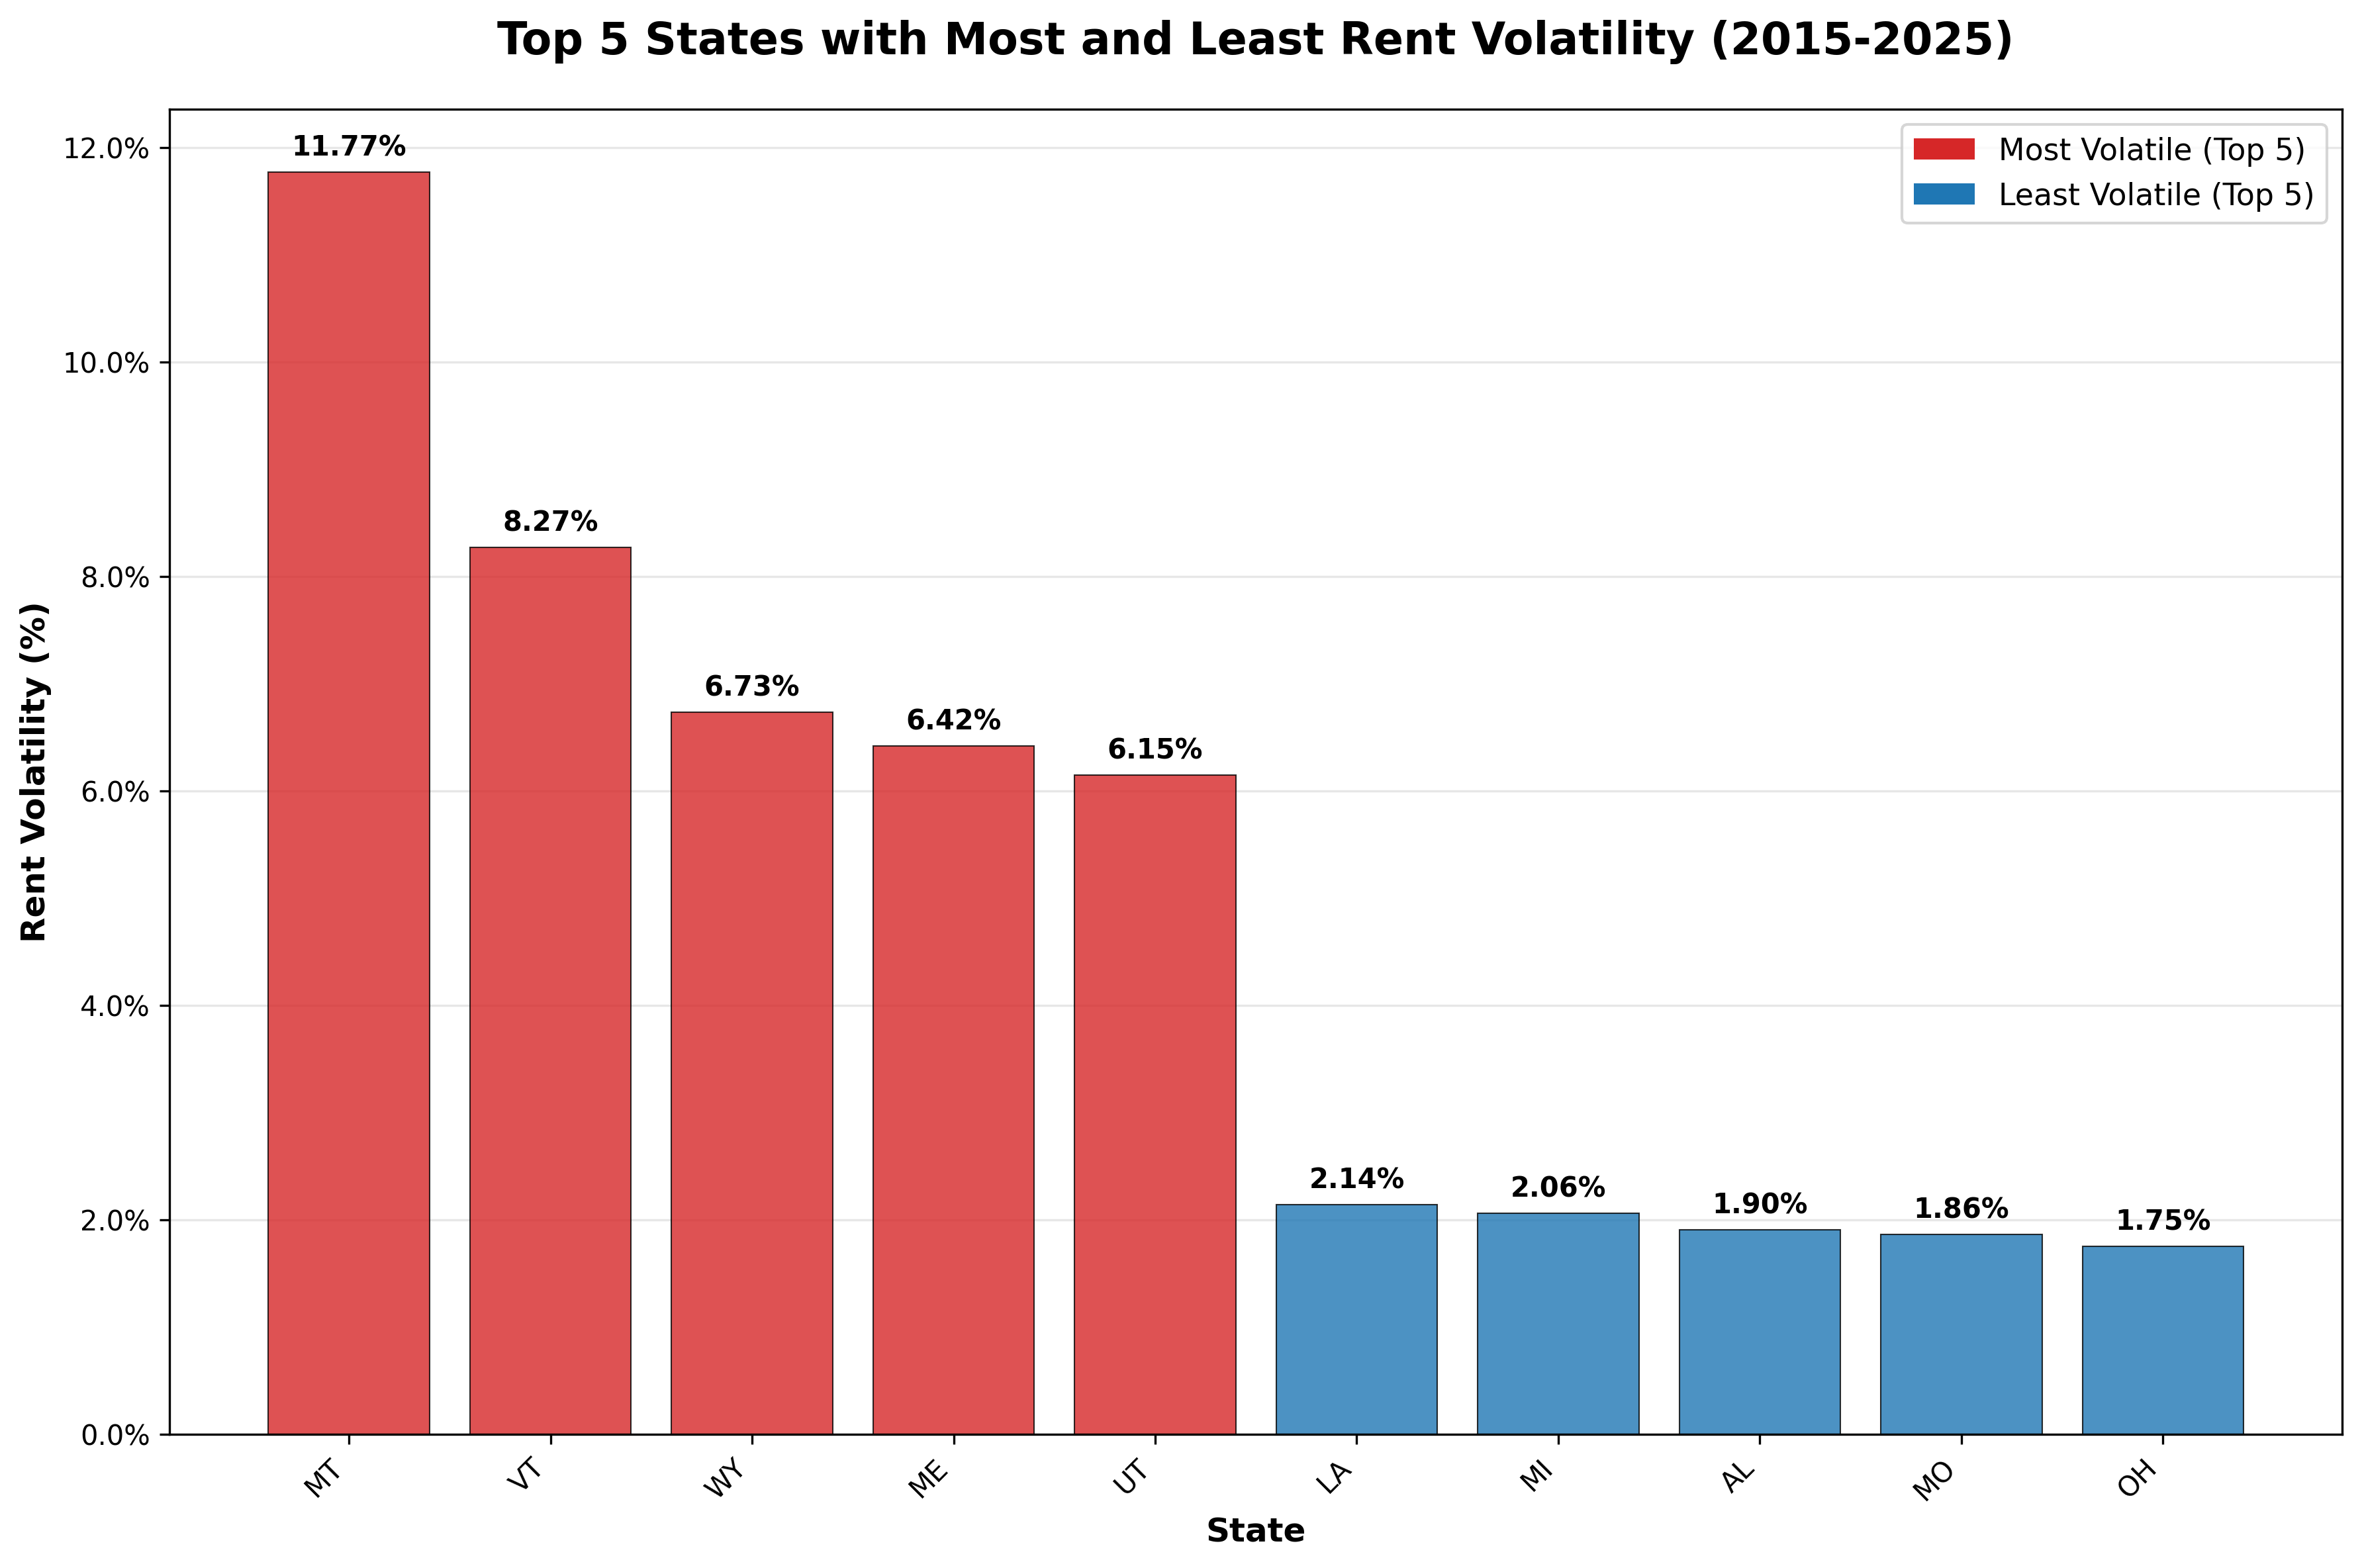 Top 5 States with Most and Least Rent Volatility (2015-2025)
Most Volatile (Top 5)
Least Volatile (Top 5)
Rent Volatility (%)
12.0%
10.0%
8.0%
6.0%
4.0%
2.0%
0.0%
11.77%
8.27%
6.73%
6.42%
6.15%
2.14%
2.06%
1.90%
1.86%
1.75%
MT
VT
WY
ME
UT
LA
MI
AL
MO
OH
State